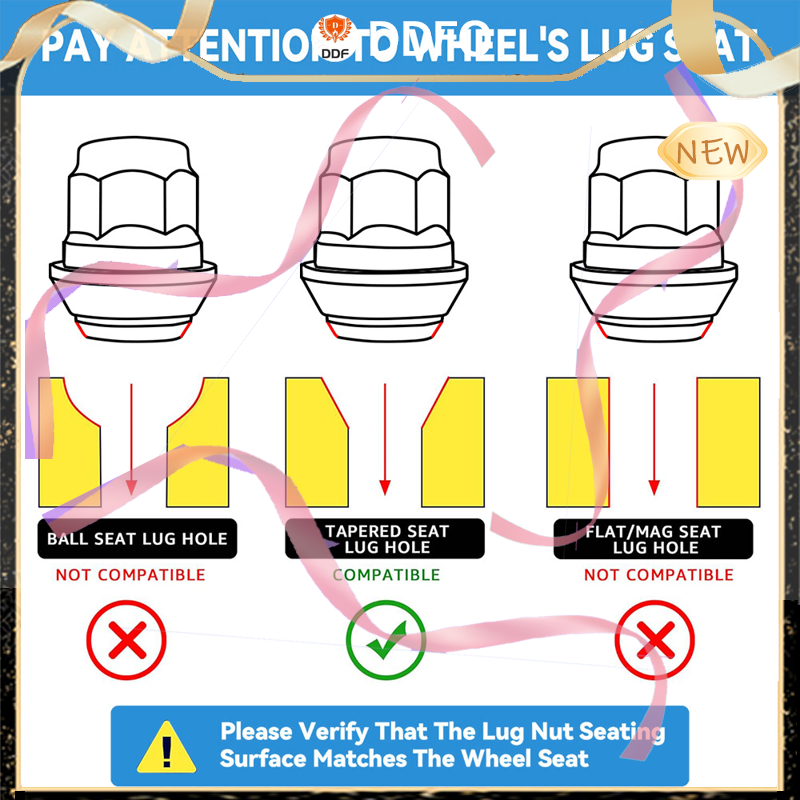 PAY ATTENTION TO WHEEL'S LUG SEAT
DDF
DDFQ
NEW
BALL SEAT LUG HOLE
NOT COMPATIBLE
TAPERED SEAT
LUG HOLE
COMPATIBLE
FLAT/MAG SEAT
LUG HOLE
NOT COMPATIBLE
Please Verify That The Lug Nut Seating
Surface Matches The Wheel Seat